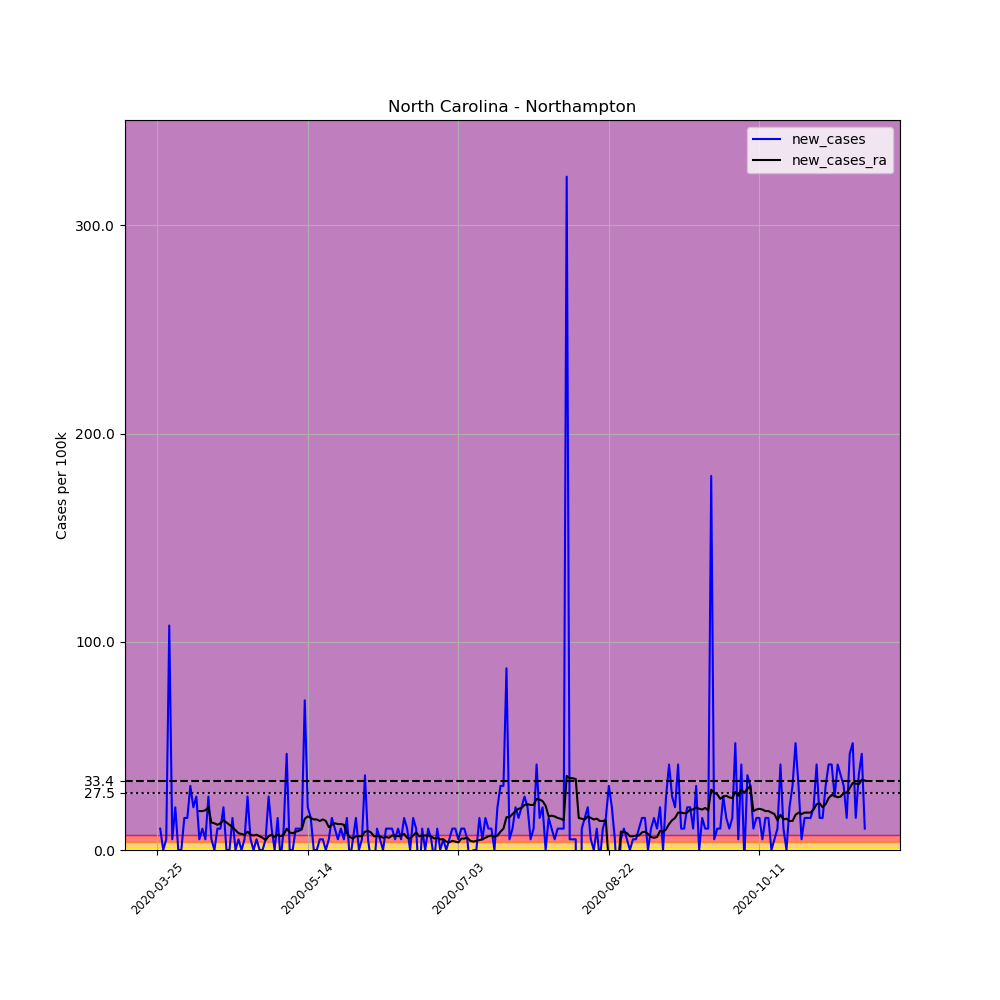 North Carolina - Northampton
new_cases
new_cases_ra
Cases per 100k
300.0
200.0
100.0
33.4
27.5
0.0
2020-03-25
2020-05-14
2020-07-03
2020-08-22
2020-10-11